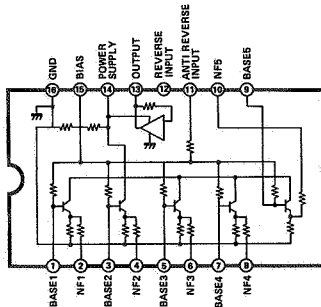 GND
BIAS
POWER
SUPPLY
OUTPUT
REVERSE
INPUT
ANTI REVERSE
INPUT
NF5
BASE5
16
15
14
13
12
11
10
9
1
2
3
4
5
6
7
8
BASE1
NF1
BASE2
NF2
BASE3
NF3
BASE4
NF4